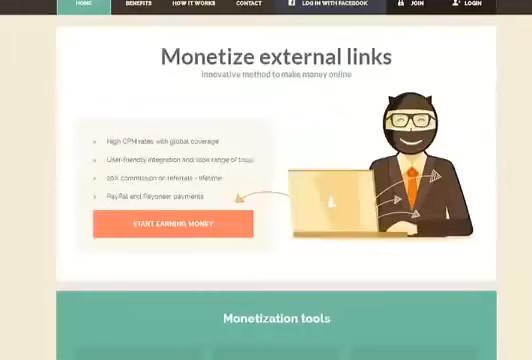 HOME
BENEFITS
HOW IT WORKS
CONTACT
LOG IN WITH FACEBOOK
JOIN
LOGIN
Monetize external links
innovative method to make money online
High CPM rates with global coverage
User-friendly integration and wide range of tools
20% commission on referrals - lifetime
PayPal and Payoneer payments
START EARNING MONEY
Monetization tools